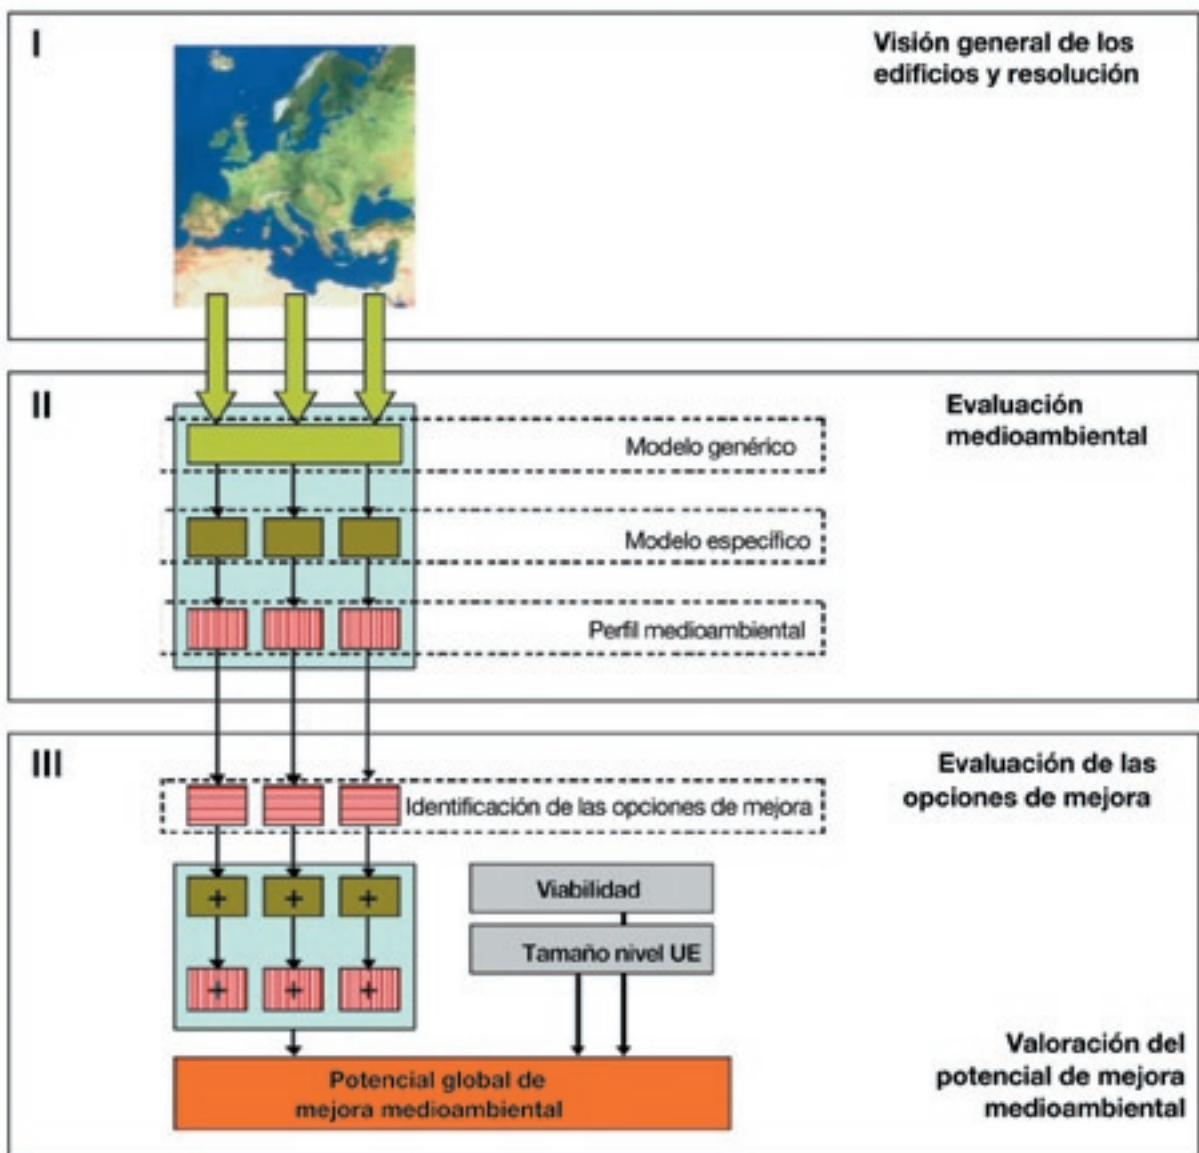 I
Visión general de los
edificios y resolución
II
Evaluación
medioambiental
Modelo genérico
Modelo específico
Perfil medioambiental
III
Evaluación de las
opciones de mejora
Identificación de las opciones de mejora
+ + +
Viabilidad
Tamaño nivel UE
+ + +
Valoración del
potencial de mejora
medioambiental
Potencial global de
mejora medioambiental